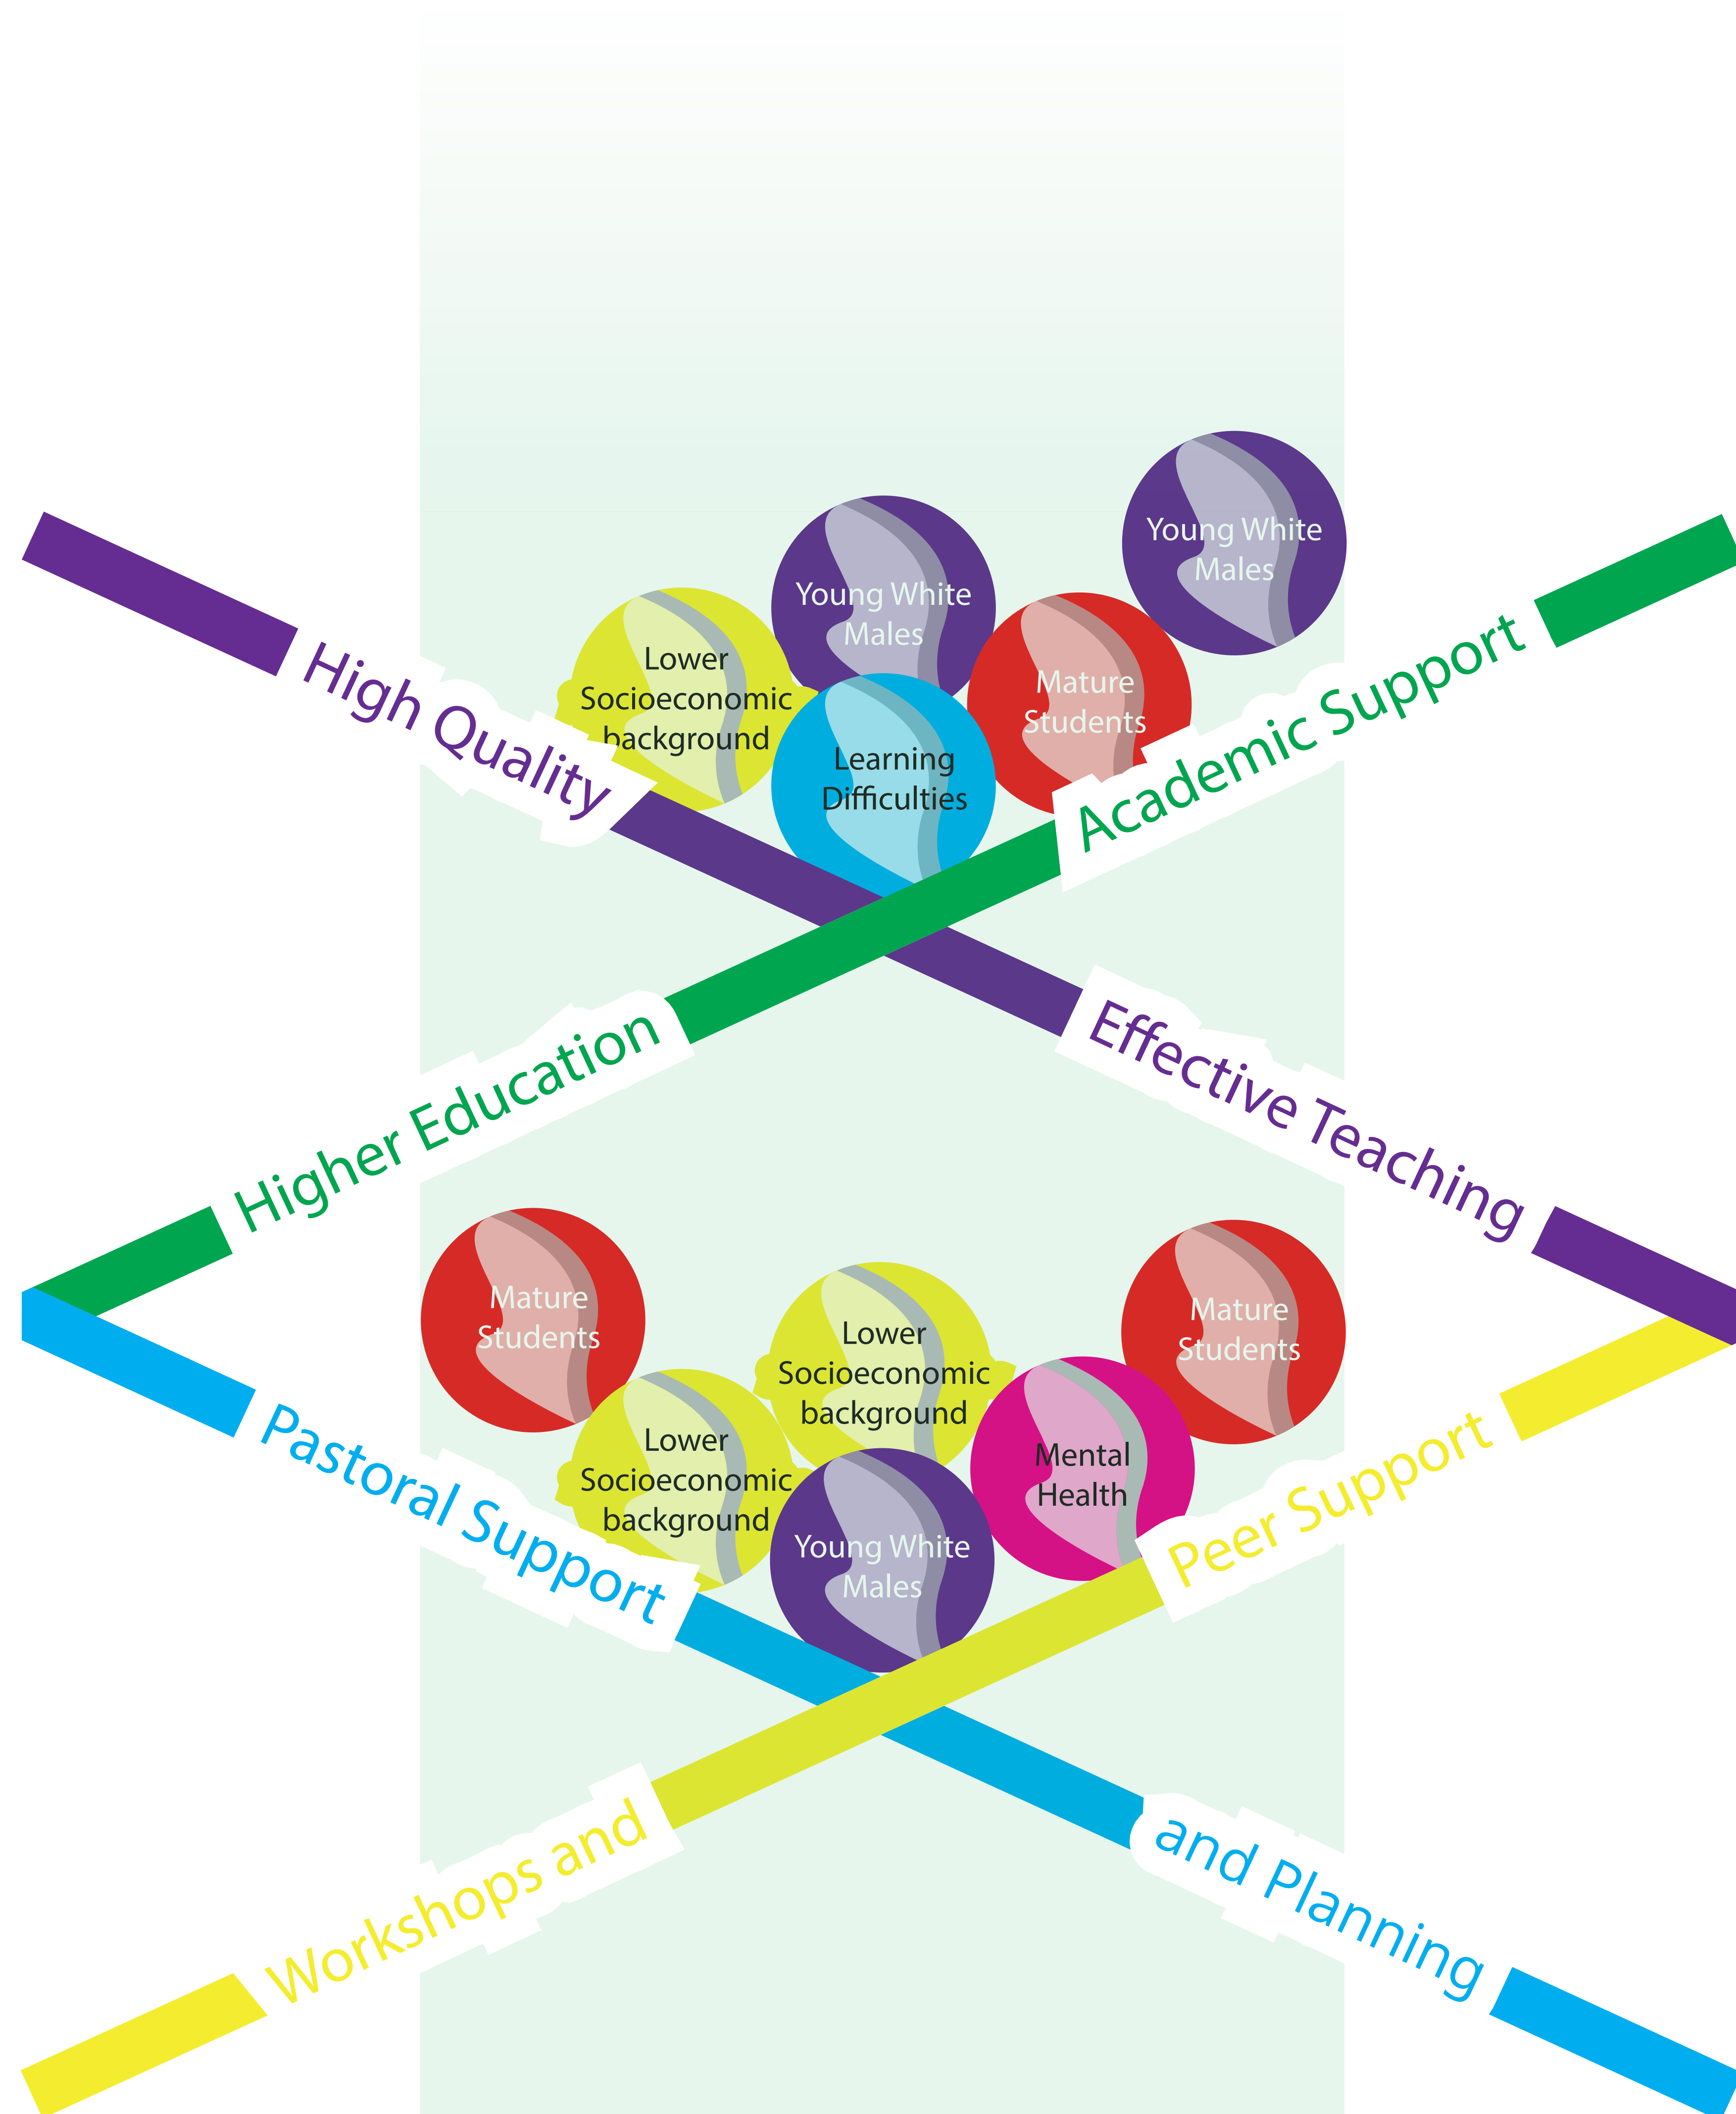 Young White
Males
Young White
Males
Lower
Socioeconomic
background
Mature
Students
Learning
Difficulties
High Quality
Effective Teaching
Higher Education
Academic Support
Mature
Students
Lower
Socioeconomic
background
Mature
Students
Lower
Socioeconomic
background
Mental
Health
Young White
Males
Pastoral Support
and Planning
Workshops and
Peer Support